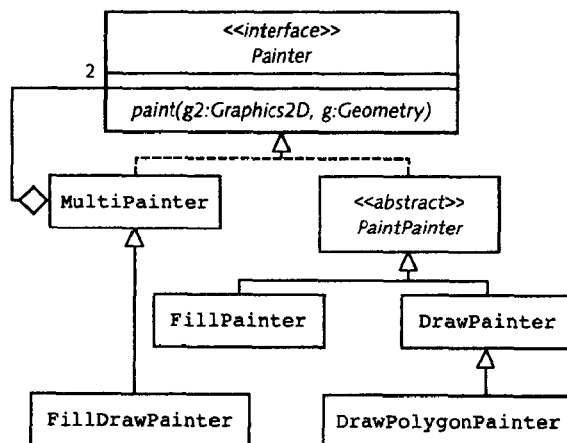 <<interface>>
Painter
2
paint(g2:Graphics2D, g:Geometry)
MultiPainter
<<abstract>>
PaintPainter
FillPainter
DrawPainter
FillDrawPainter
DrawPolygonPainter